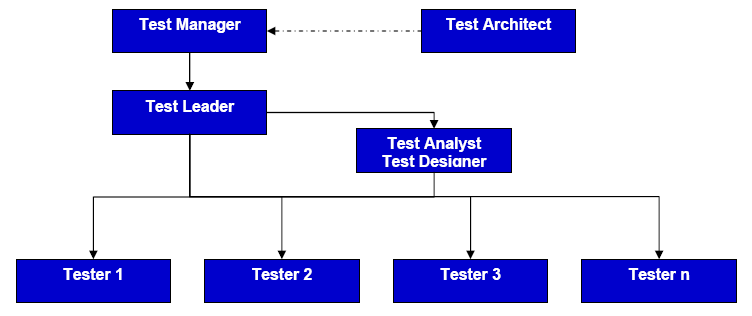 Test Manager
Test Architect
Test Leader
Test Analyst
Test Designer
Tester 1
Tester 2
Tester 3
Tester n